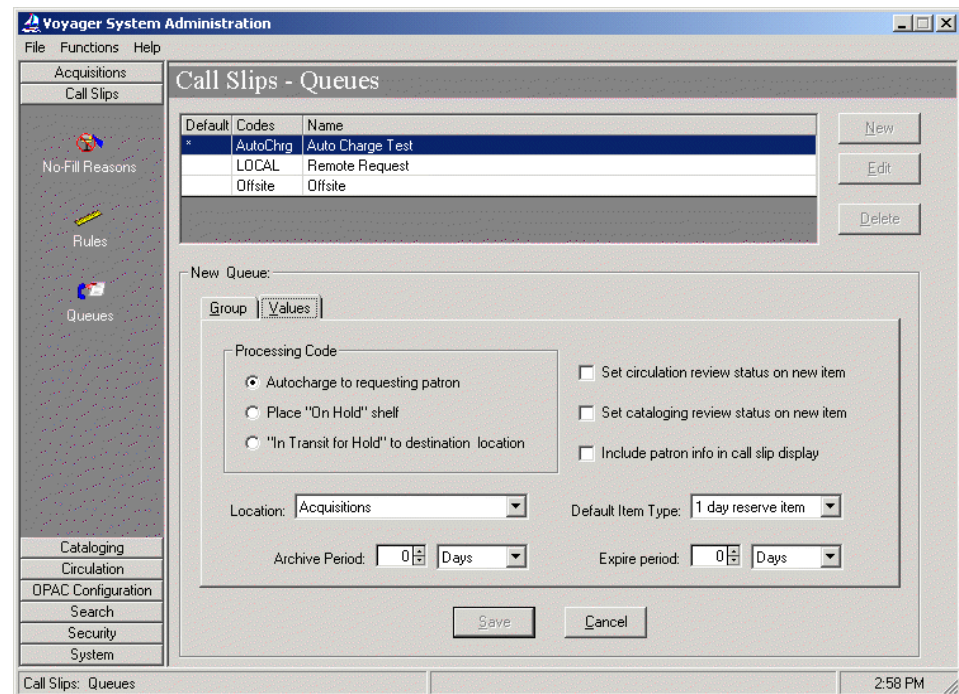 Voyager System Administration
File Functions Help
Acquisitions
Call Slips
No-Fill Reasons
Rules
Queues
Cataloging
Circulation
OPAC Configuration
Search
Security
System
Call Slips - Queues
Default Codes Name
* AutoChrg Auto Charge Test
LOCAL Remote Request
Offsite Offsite
New
Edit
Delete
New Queue:
Group Values
Processing Code
Autocharge to requesting patron
Place "On Hold" shelf
"In Transit for Hold" to destination location
Set circulation review status on new item
Set cataloging review status on new item
Include patron info in call slip display
Location: Acquisitions
Default Item Type: 1 day reserve item
Archive Period: 0 Days
Expire period: 0 Days
Save Cancel
Call Slips: Queues
2:58 PM